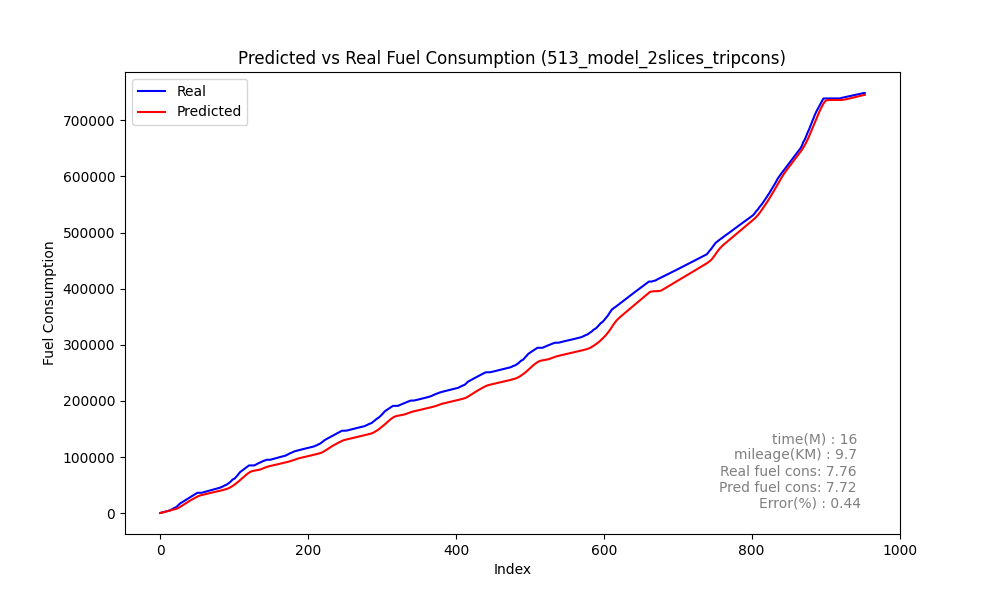 Predicted vs Real Fuel Consumption (513_model_2slices_tripcons)
Real
Predicted
700000
600000
500000
400000
300000
200000
100000
0
Fuel Consumption
time(M) : 16
mileage(KM) : 9.7
Real fuel cons: 7.76
Pred fuel cons: 7.72
Error(%) : 0.44
0 200 400 600 800 1000
Index